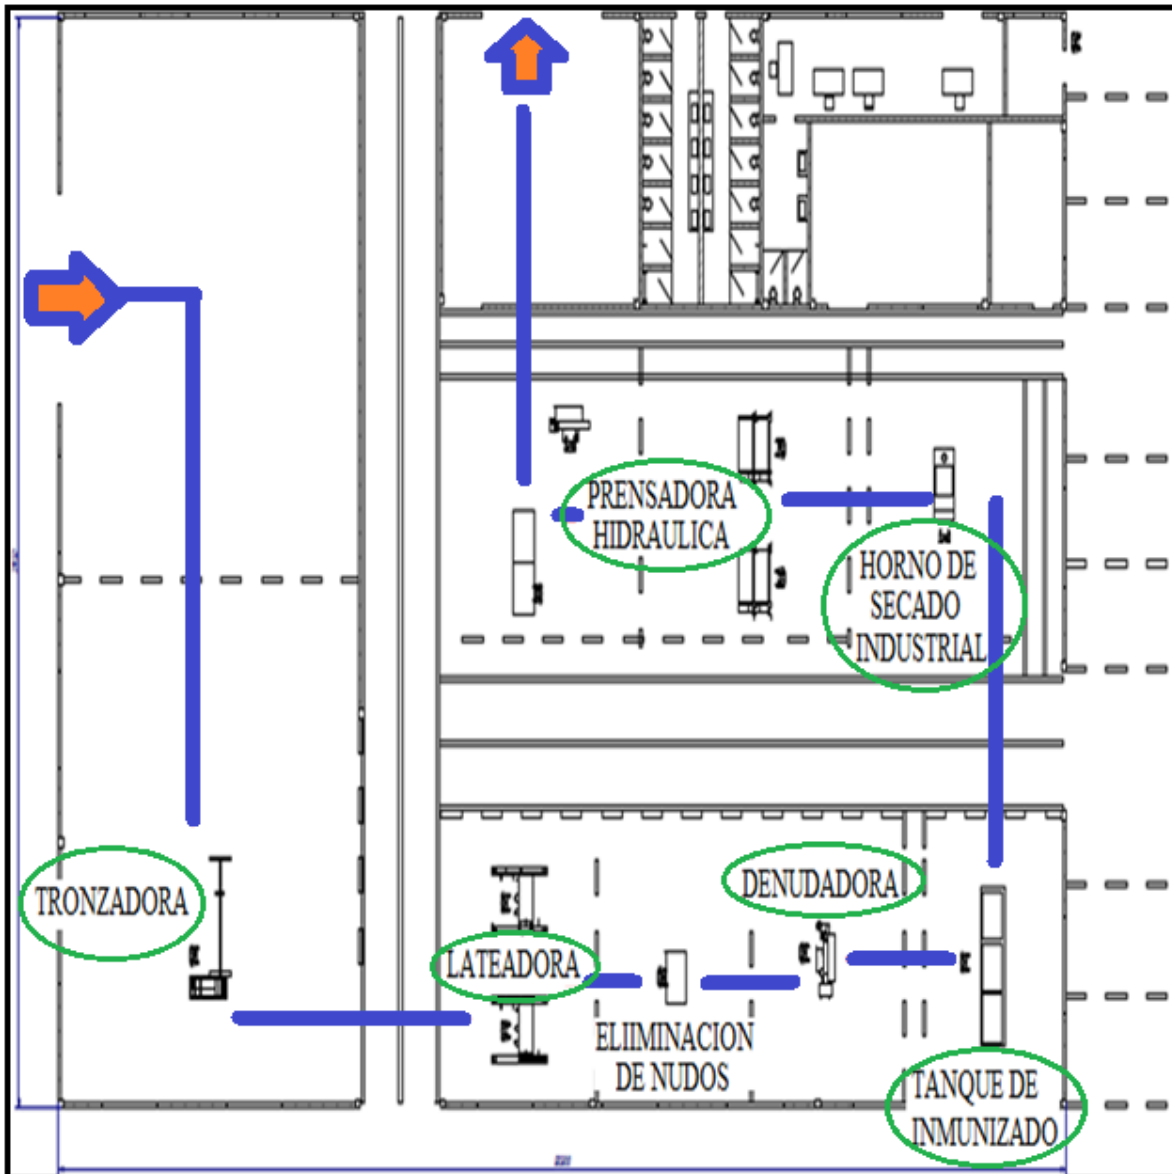 PRENSADORA
HIDRAULICA
HORNO DE
SECADO
INDUSTRIAL
TRONZADORA
DENUDADORA
LATEADORA
ELIIMINACION
DE NUDOS
TANQUE DE
INMUNIZADO